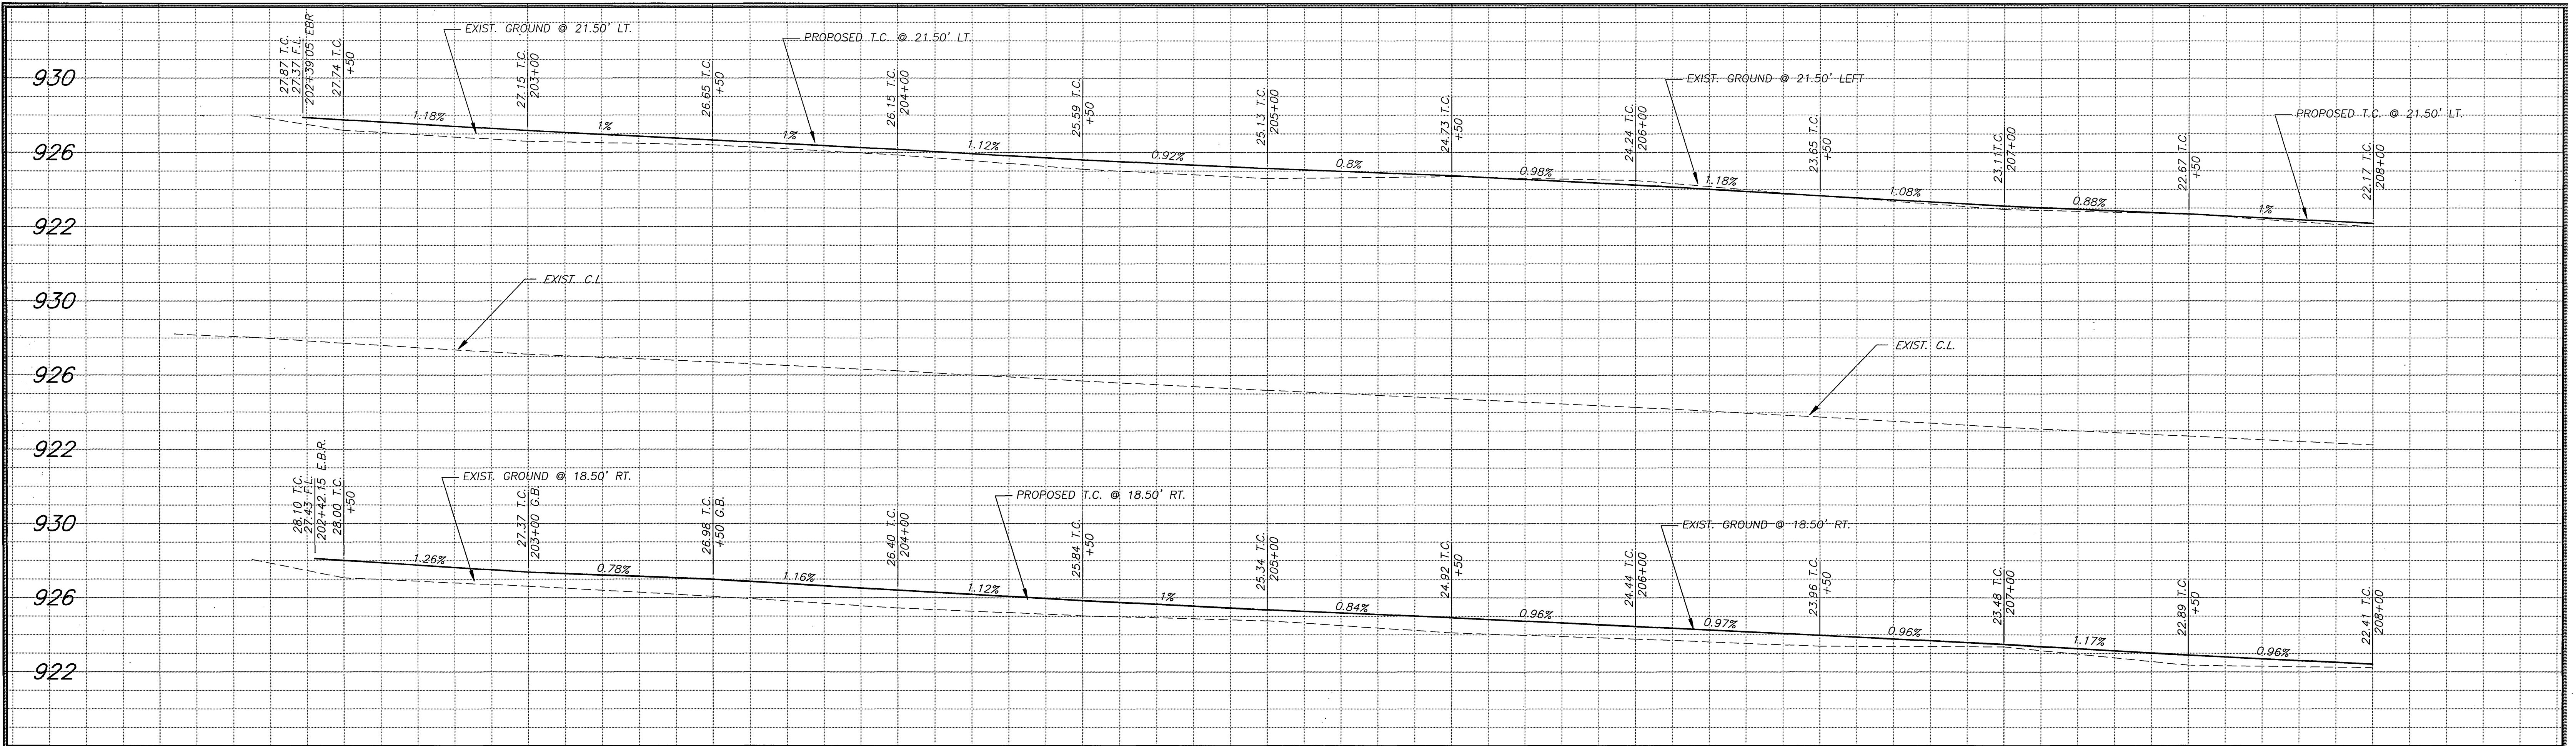 EXIST. GROUND @ 21.50' LT.
PROPOSED T.C. @ 21.50' LT.
EXIST. GROUND @ 21.50' LEFT
PROPOSED T.C. @ 21.50' LT.
930
926
922
27.87 T.C.
27.37 F.L.
202+39.05 EBR
27.74 T.C.
+50
27.15 T.C.
203+00
26.65 T.C.
+50
26.15 T.C.
204+00
25.59 T.C.
+50
25.13 T.C.
205+00
24.73 T.C.
+50
24.24 T.C.
206+00
23.65 T.C.
+50
23.11T.C.
207+00
22.67 T.C.
+50
22.17 T.C.
208+00
1.18%
1%
1%
1.12%
0.92%
0.8%
0.98%
1.18%
1.08%
0.88%
1%
930
926
922
EXIST. C.L.
EXIST. C.L.
EXIST. GROUND @ 18.50' RT.
PROPOSED T.C. @ 18.50' RT.
EXIST. GROUND @ 18.50' RT.
930
926
922
28.10 T.C.
27.43 F.L.
202+42.15 E.B.R.
28.00 T.C.
+50
27.37 T.C.
203+00 G.B.
26.98 T.C.
+50 G.B.
26.40 T.C.
204+00
25.84 T.C.
+50
25.34 T.C.
205+00
24.92 T.C.
+50
24.44 T.C.
206+00
23.96 T.C.
+50
23.48 T.C.
207+00
22.89 T.C.
+50
22.41 T.C.
208+00
1.26%
0.78%
1.16%
1.12%
1%
0.84%
0.96%
0.97%
0.96%
1.17%
0.96%